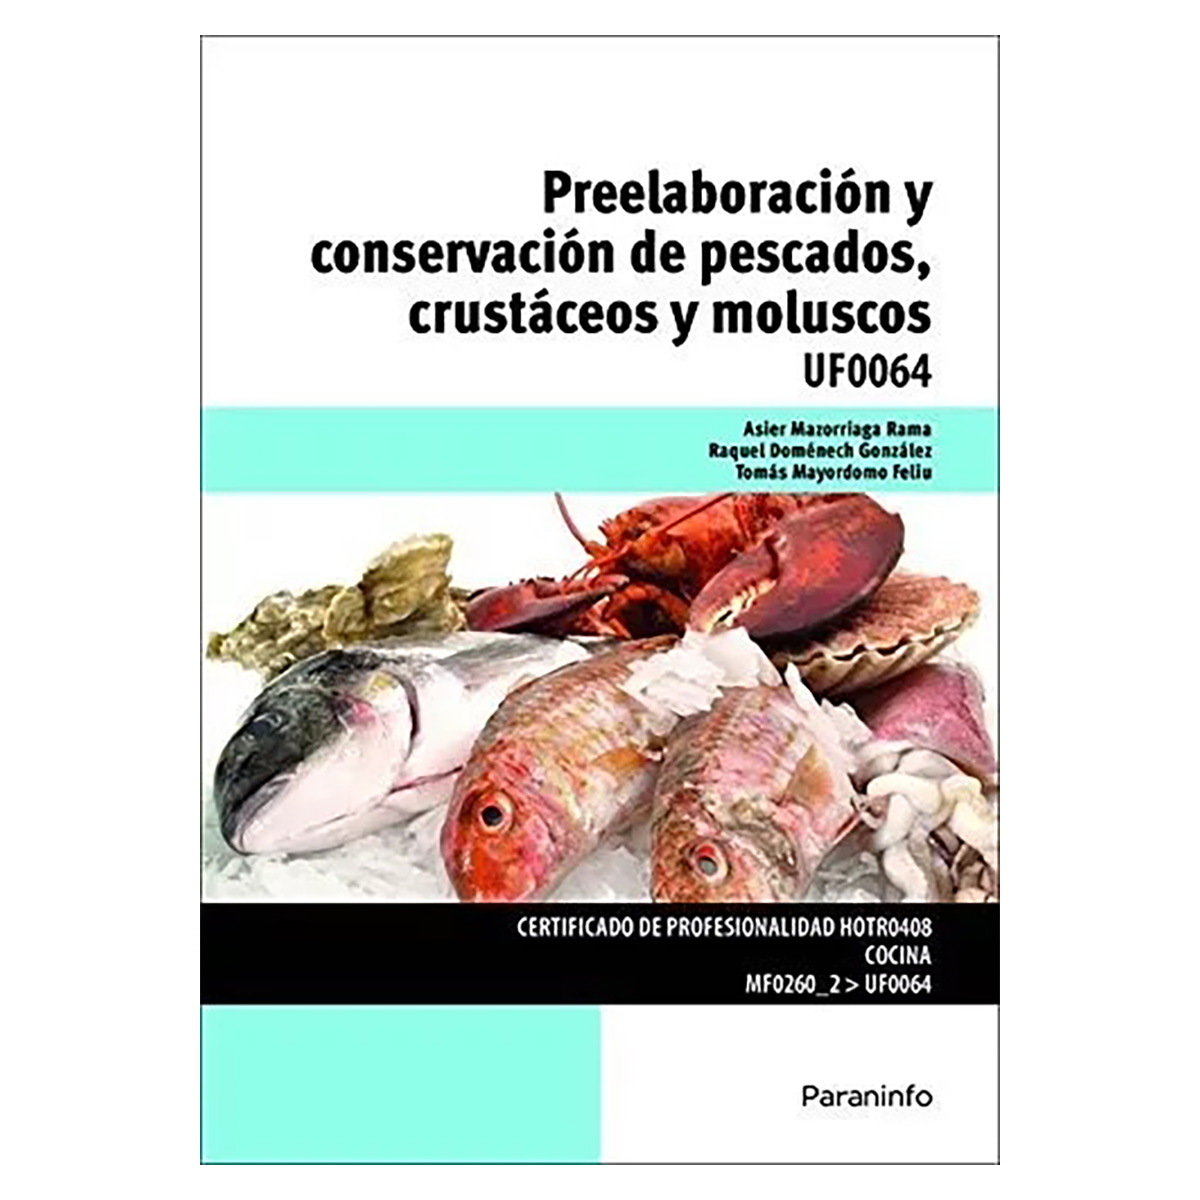 Preelaboración y
conservación de pescados,
crustáceos y moluscos
UF0064
Asier Mazorriaga Rama
Raquel Doménech González
Tomás Mayordomo Feliu
CERTIFICADO DE PROFESIONALIDAD HOTR0408
COCINA
MF0260_2 > UF0064
Paraninfo